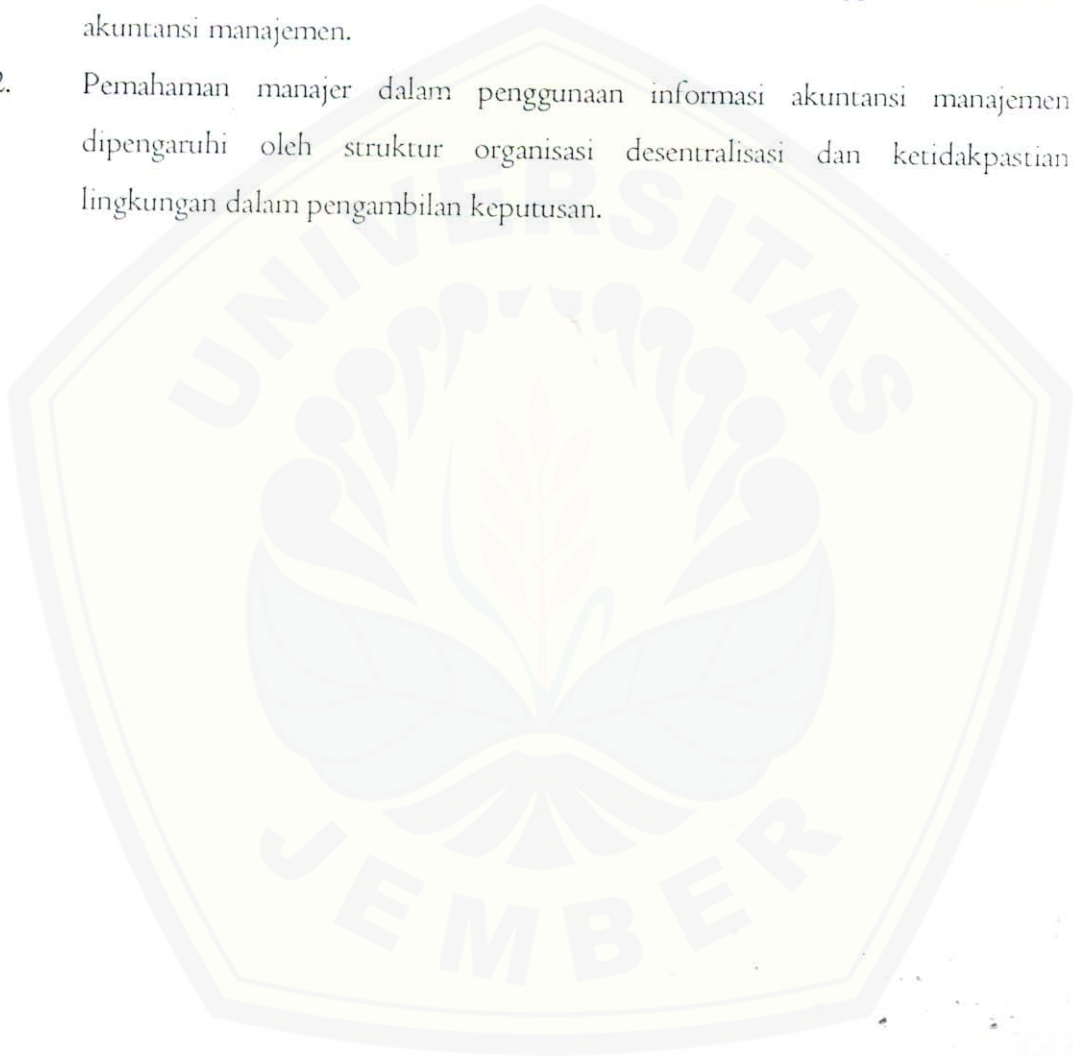 akuntansi manajemen.
2. Pemahaman manajer dalam penggunaan informasi akuntansi manajemen
dipengaruhi oleh struktur organisasi desentralisasi dan ketidakpastian
lingkungan dalam pengambilan keputusan.
UNIVERSITAS
JEMBER